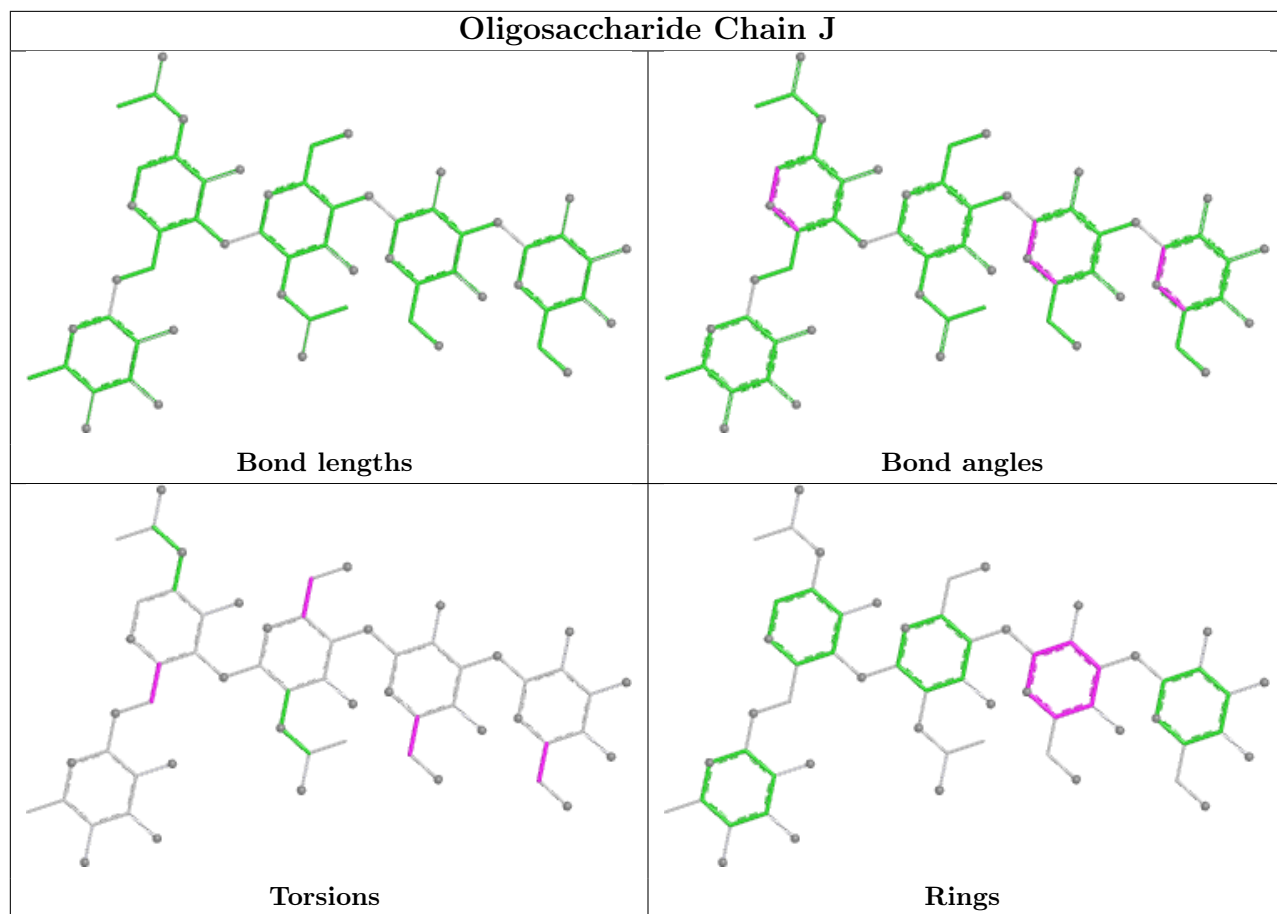 Oligosaccharide Chain J
Bond lengths
Bond angles
Torsions
Rings